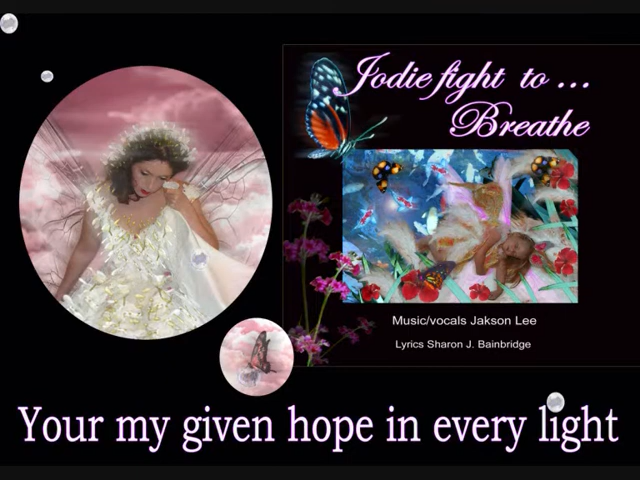 Jodie fight to ...
Breathe
Music/vocals Jakson Lee
Lyrics Sharon J. Bainbridge
Your my given hope in every light